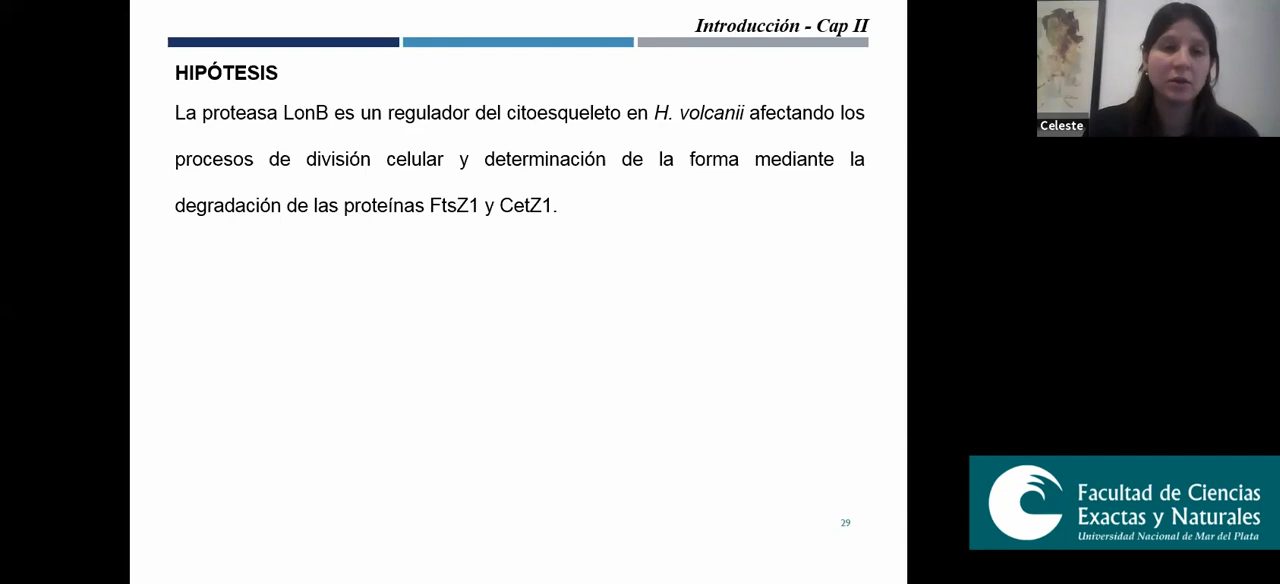 Introducción - Cap II
HIPÓTESIS
La proteasa LonB es un regulador del citoesqueleto en H. volcanii afectando los
procesos de división celular y determinación de la forma mediante la
degradación de las proteínas FtsZ1 y CetZ1.
29
Celeste
Facultad de Ciencias
Exactas y Naturales
Universidad Nacional de Mar del Plata